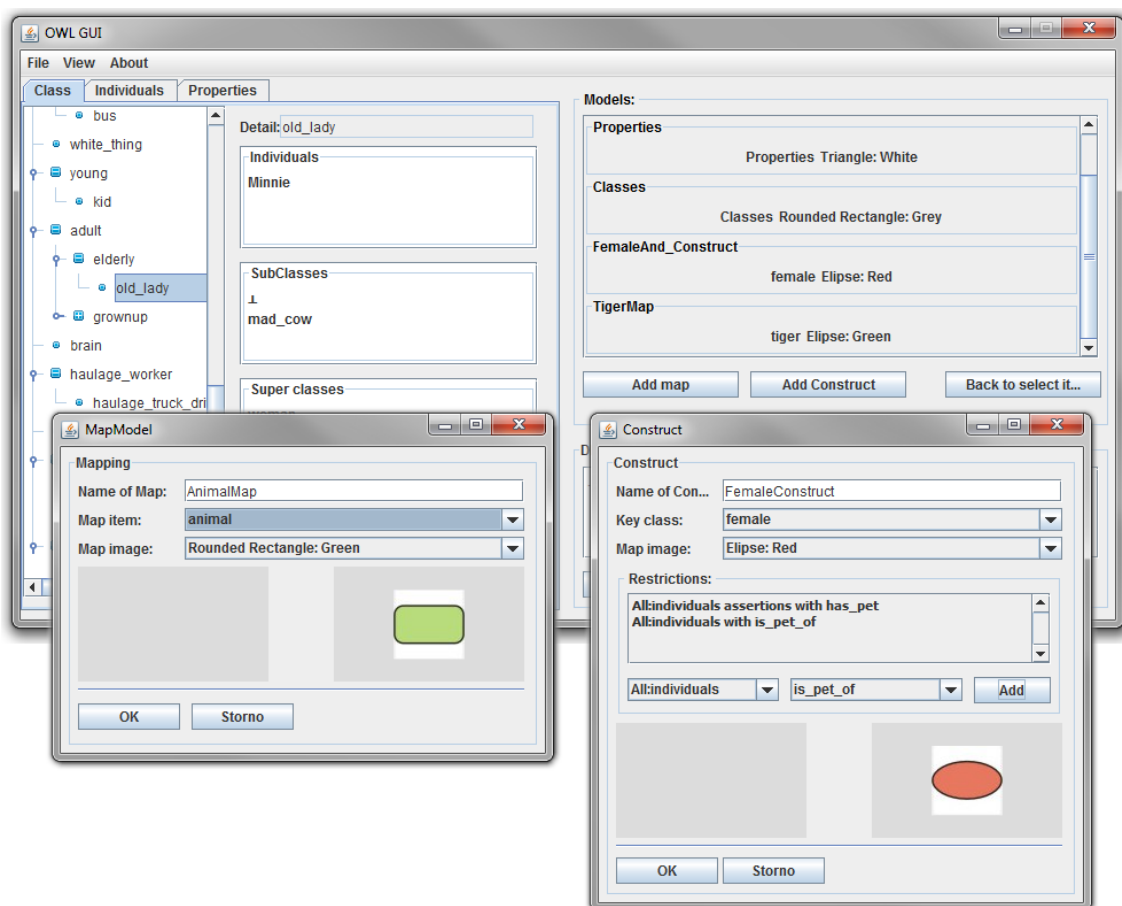 OWL GUI
File View About
Class Individuals Properties
bus
white_thing
young
kid
adult
elderly
old_lady
grownup
brain
haulage_worker
haulage_truck_dri
Detail: old_lady
Individuals
Minnie
SubClasses
⊥
mad_cow
Super classes
Models:
Properties
Properties Triangle: White
Classes
Classes Rounded Rectangle: Grey
FemaleAnd_Construct
female Elipse: Red
TigerMap
tiger Elipse: Green
Add map Add Construct Back to select it...
MapModel
Mapping
Name of Map: AnimalMap
Map item: animal
Map image: Rounded Rectangle: Green
OK Storno
Construct
Construct
Name of Con... FemaleConstruct
Key class: female
Map image: Elipse: Red
Restrictions:
All:individuals assertions with has_pet
All:individuals with is_pet_of
All:individuals is_pet_of Add
OK Storno